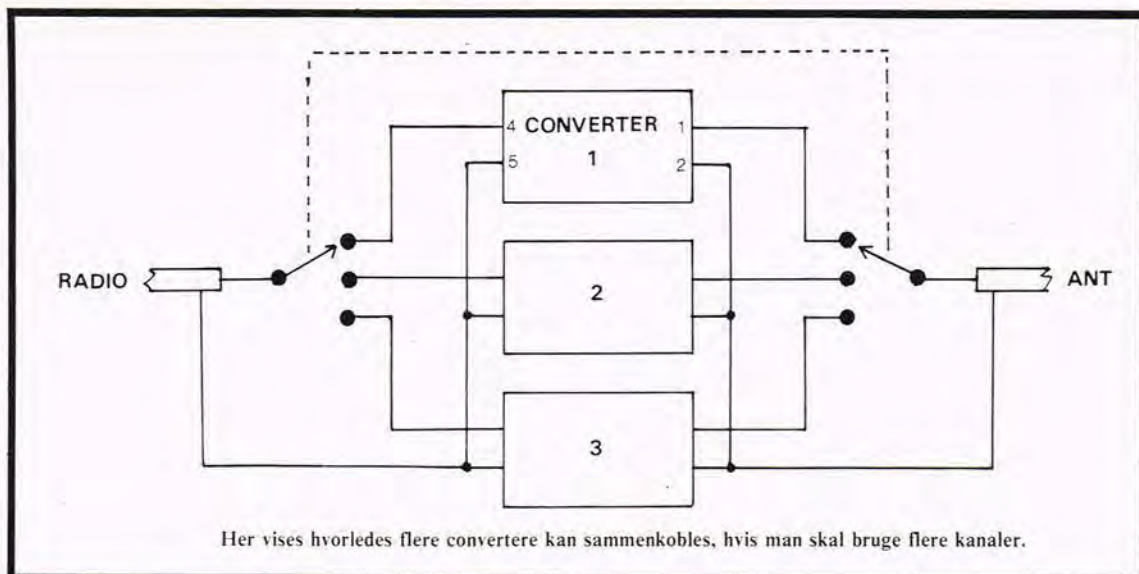 4 CONVERTER 1
1
5 2
2
RADIO
ANT
3
Her vises hvorledes flere convertere kan sammenkobles, hvis man skal bruge flere kanaler.